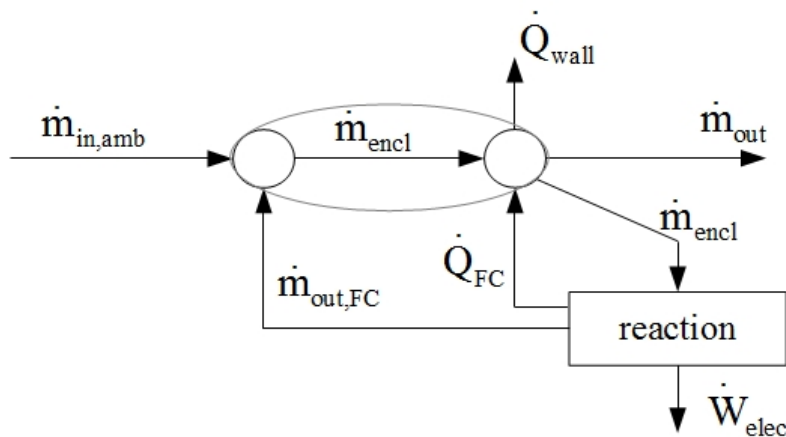 Q̇wall
ṁin,amb
ṁencl
ṁout
ṁencl
Q̇FC
ṁout,FC
reaction
Ẇelec